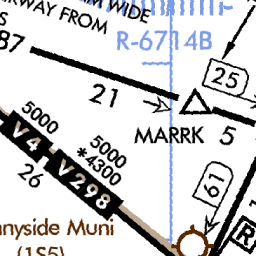 M WIDE
RWAY FROM
S
87
R-6714B
25
21
MARRK 5
5000
V4
26
5000
*4300
V298
61
R
nyside Muni
(1S5)